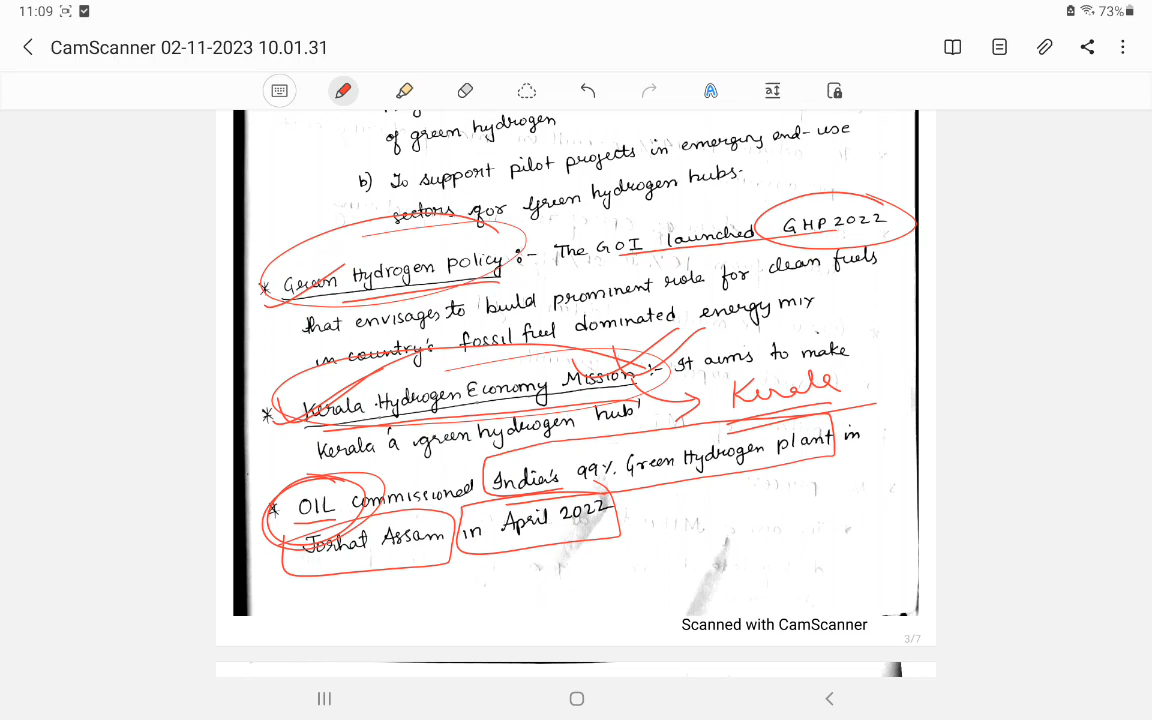 11:09
73%
CamScanner 02-11-2023 10.01.31
of green hydrogen
b) To support pilot projects in emerging end-use
sectors for green hydrogen hubs.
* Green Hydrogen policy :- The GOI launched GHP 2022
that envisages to build prominent role for clean fuels
in country's fossil fuel dominated energy mix
* Kerala Hydrogen Economy Mission :- It aims to make
Kerala
Kerala a 'green hydrogen hub'
* OIL commissioned India's 99% Green Hydrogen plant in
Jorhat Assam in April 2022
Scanned with CamScanner
3/7